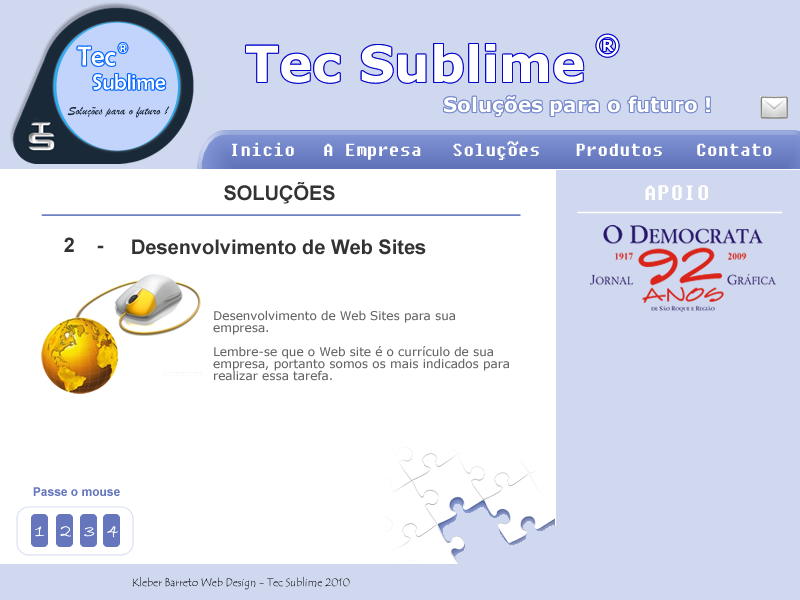 Tec®
Sublime
Soluções para o futuro !
TS
Tec Sublime ®
Soluções para o futuro !
Inicio A Empresa Soluções Produtos Contato
SOLUÇÕES
2 - Desenvolvimento de Web Sites
Desenvolvimento de Web Sites para sua
empresa.
Lembre-se que o Web site é o currículo de sua
empresa, portanto somos os mais indicados para
realizar essa tarefa.
Passe o mouse
1 2 3 4
APOIO
O DEMOCRATA
1917 92 2009
JORNAL ANOS GRÁFICA
DE SÃO ROQUE E REGIÃO
Kleber Barreto Web Design - Tec Sublime 2010